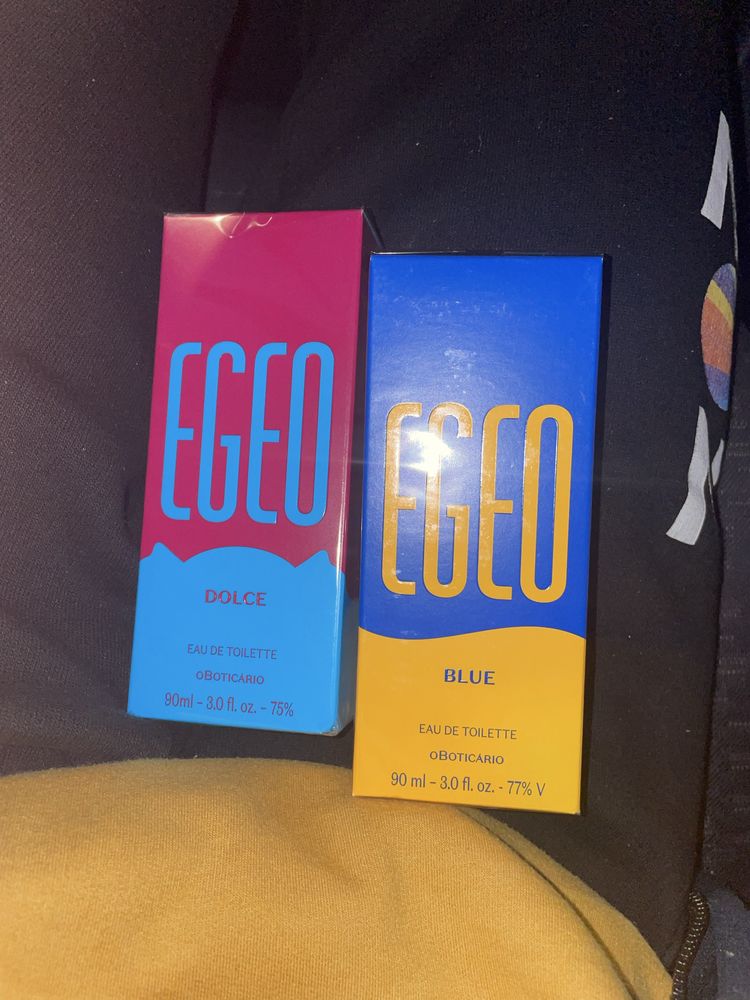 EGEO
DOLCE
EAU DE TOILETTE
oBOTICÁRIO
90ml - 3.0 fl. oz. - 75%
EGEO
BLUE
EAU DE TOILETTE
oBOTICÁRIO
90 ml - 3.0 fl. oz. - 77% V